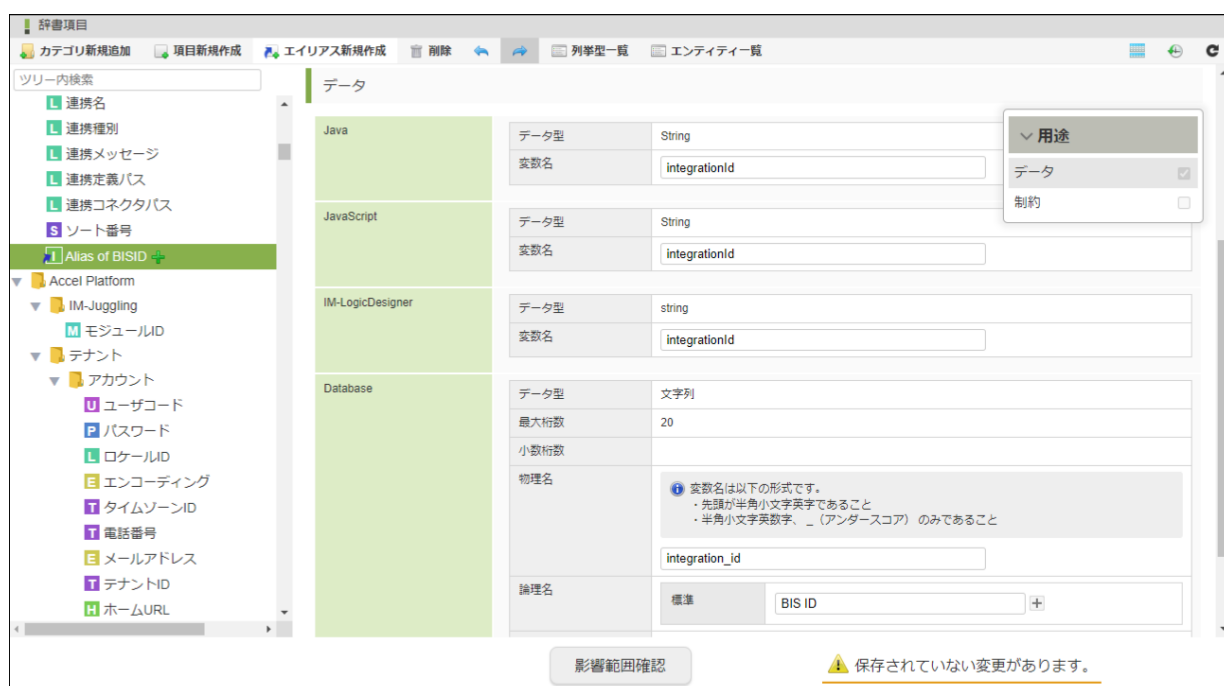 辞書項目
カテゴリ新規追加 項目新規作成 エイリアス新規作成 削除 列挙型一覧 エンティティ一覧
ツリー内検索
L 連携名
L 連携種別
L 連携メッセージ
L 連携定義パス
L 連携コネクタパス
S ソート番号
I Alias of BISID
Accel Platform
IM-Juggling
M モジュールID
テナント
アカウント
U ユーザコード
P パスワード
L ロケールID
E エンコーディング
T タイムゾーンID
T 電話番号
E メールアドレス
T テナントID
H ホームURL
データ
Java
データ型 String
変数名 integrationId
JavaScript
データ型 String
変数名 integrationId
IM-LogicDesigner
データ型 string
変数名 integrationId
Database
データ型 文字列
最大桁数 20
小数桁数
物理名
変数名は以下の形式です。
・先頭が半角小文字英字であること
・半角小文字英数字、_（アンダースコア） のみであること
integration_id
論理名 標準 BIS ID
用途
データ
制約
影響範囲確認
保存されていない変更があります。